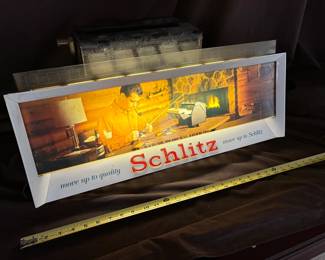 Schlitz
move up to quality
move up to Schlitz